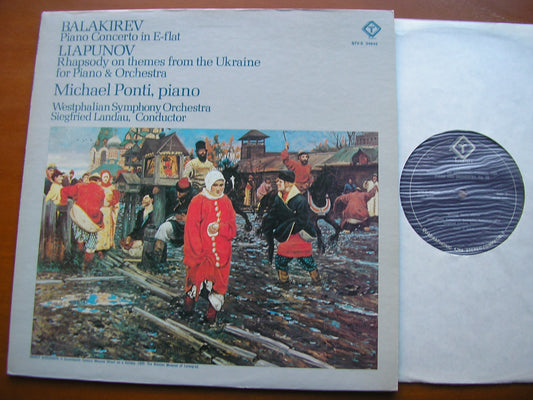 BALAKIREV
Piano Concerto in E-flat
LIAPUNOV
Rhapsody on themes from the Ukraine
for Piano & Orchestra
Michael Ponti, piano
Westphalian Symphony Orchestra
Siegfried Landau, Conductor